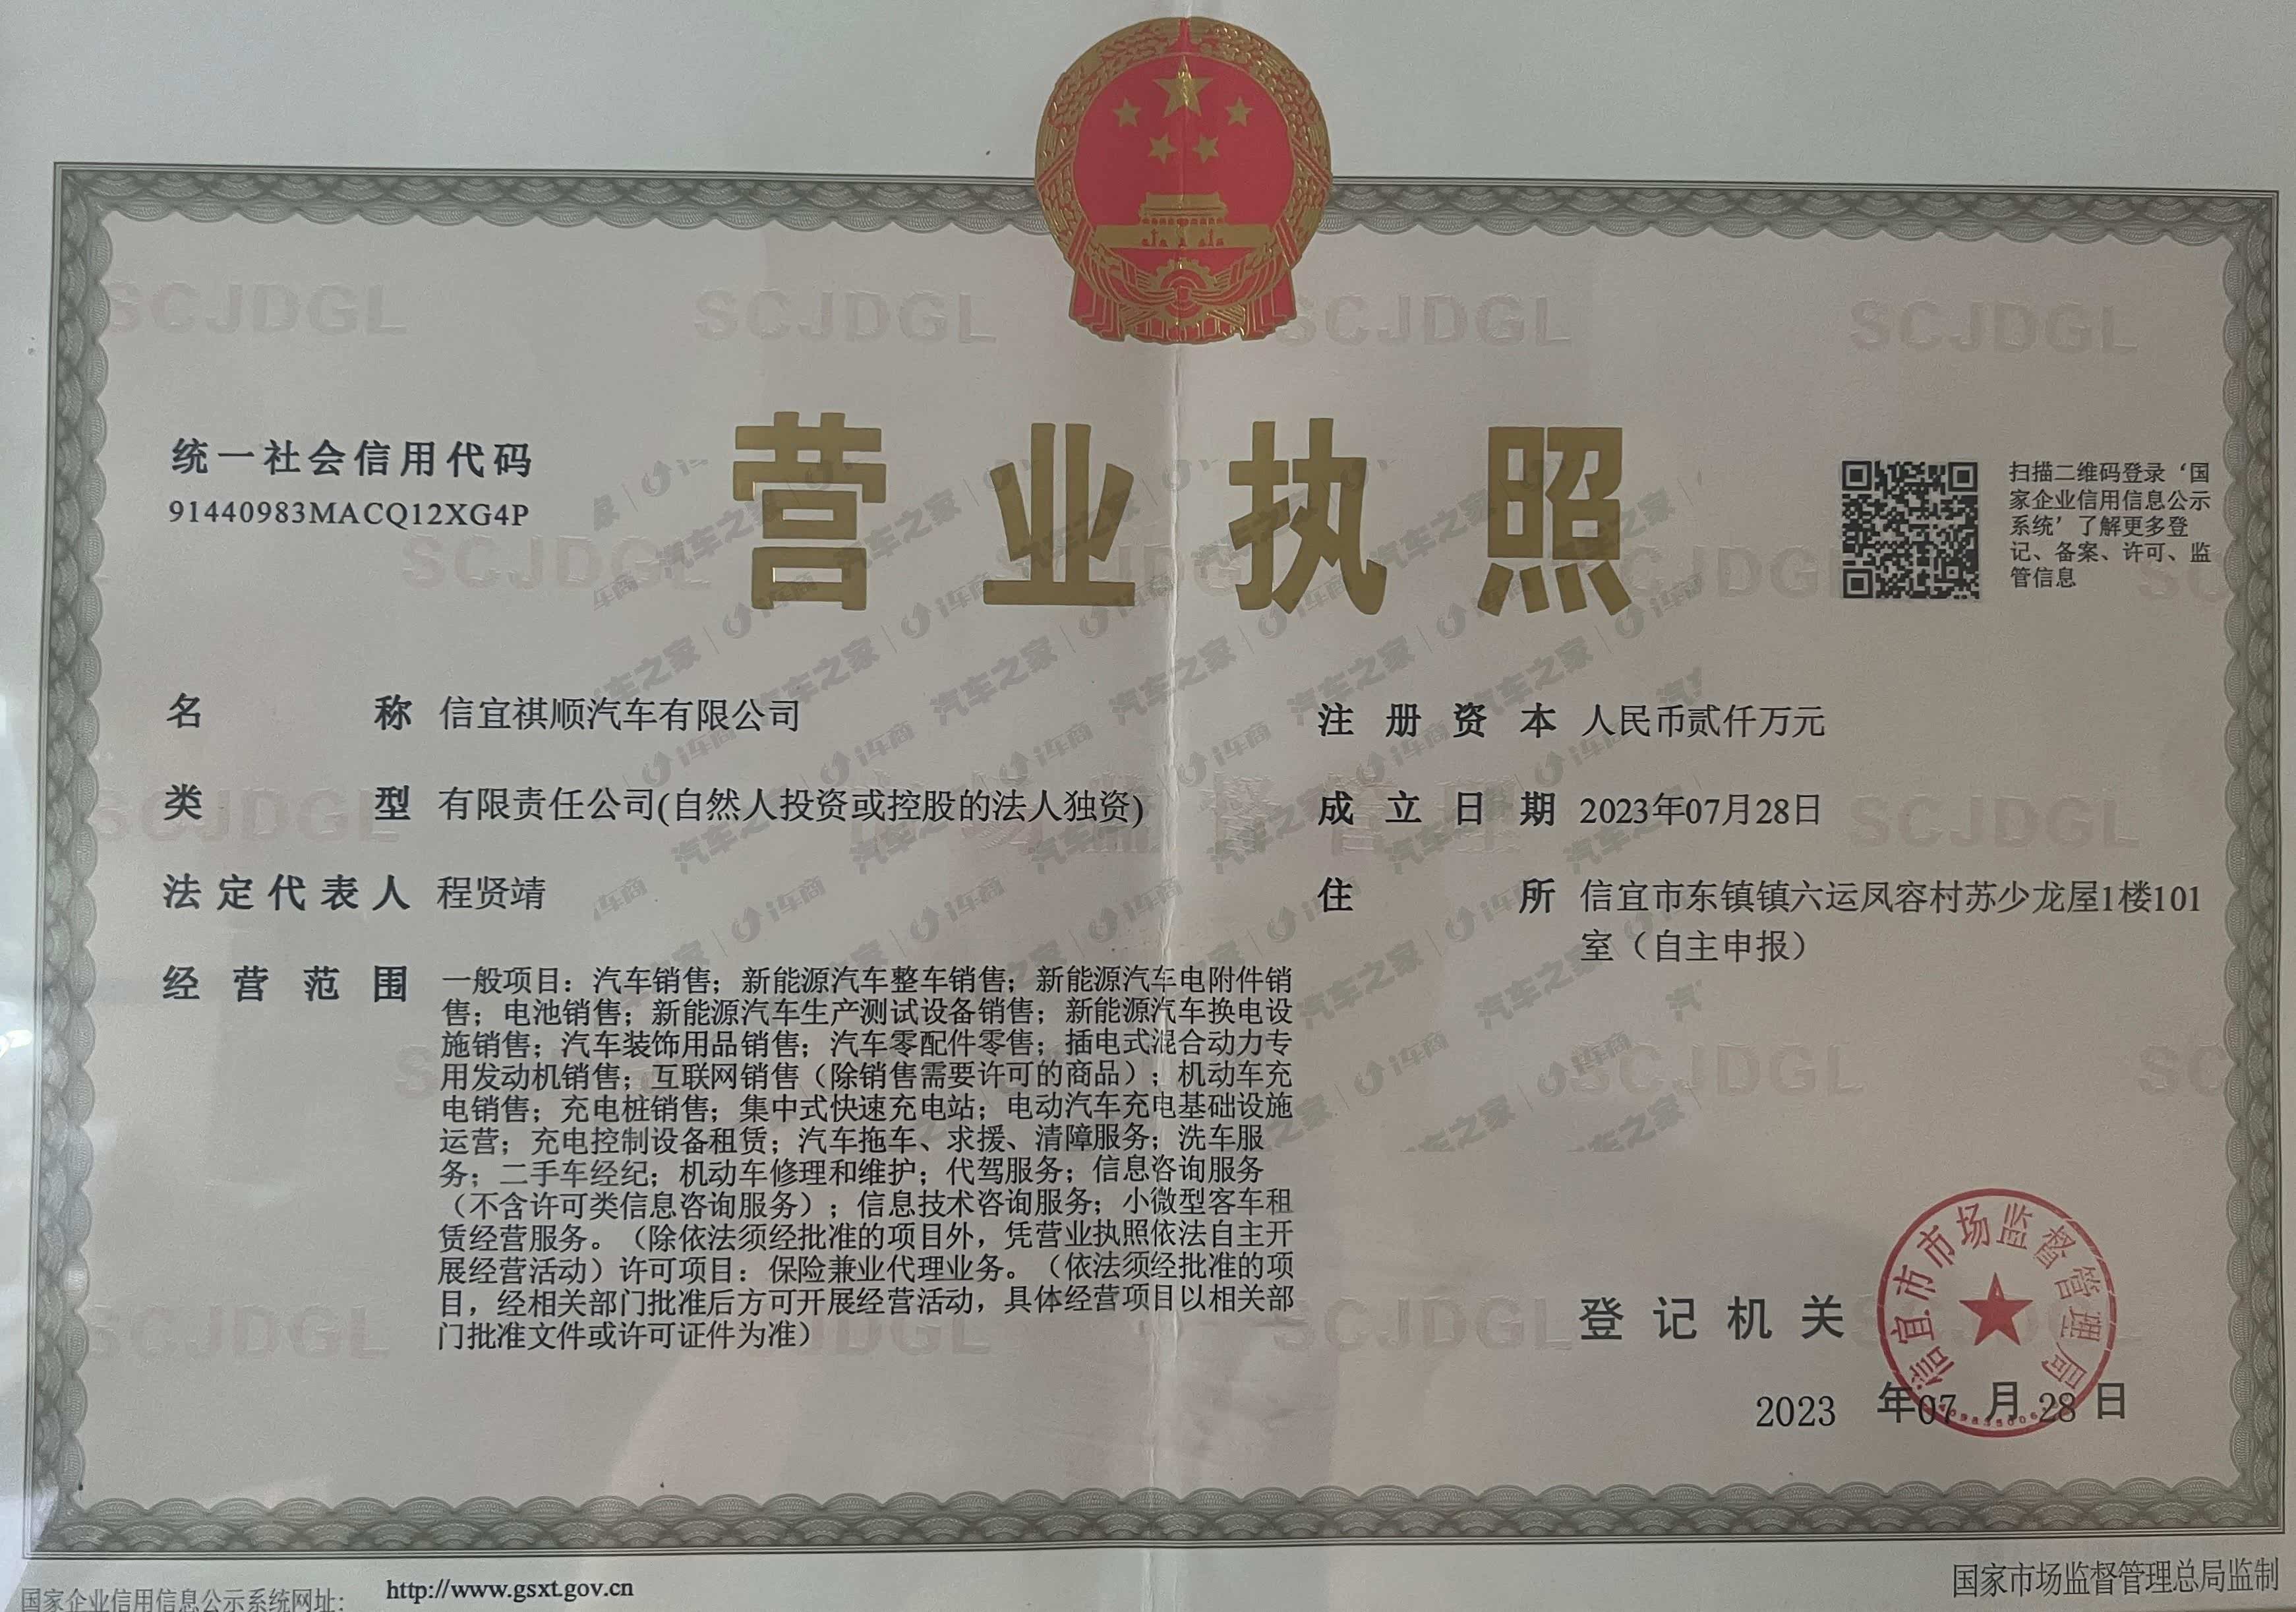 营业执照
统一社会信用代码
91440983MACQ12XG4P
扫描二维码登录‘国
家企业信用信息公示
系统’了解更多登
记、备案、许可、监
管信息
名称 信宜祺顺汽车有限公司
类型 有限责任公司(自然人投资或控股的法人独资)
法定代表人 程贤靖
经营范围 一般项目：汽车销售；新能源汽车整车销售；新能源汽车电附件销
售；电池销售；新能源汽车生产测试设备销售；新能源汽车换电设
施销售；汽车装饰用品销售；汽车零配件零售；插电式混合动力专
用发动机销售；互联网销售（除销售需要许可的商品）；机动车充
电销售；充电桩销售；集中式快速充电站；电动汽车充电基础设施
运营；充电控制设备租赁；汽车拖车、求援、清障服务；洗车服
务；二手车经纪；机动车修理和维护；代驾服务；信息咨询服务
（不含许可类信息咨询服务）；信息技术咨询服务；小微型客车租
赁经营服务。（除依法须经批准的项目外，凭营业执照依法自主开
展经营活动）许可项目：保险兼业代理业务。（依法须经批准的项
目，经相关部门批准后方可开展经营活动，具体经营项目以相关部
门批准文件或许可证件为准）
注册资本 人民币贰仟万元
成立日期 2023年07月28日
住所 信宜市东镇镇六运凤容村苏少龙屋1楼101
室（自主申报）
登记机关
信宜市市场监督管理局
2023 年07 月28日
国家企业信用信息公示系统网址： http://www.gsxt.gov.cn
国家市场监督管理总局监制
SCJDGL
汽车之家 | i车商